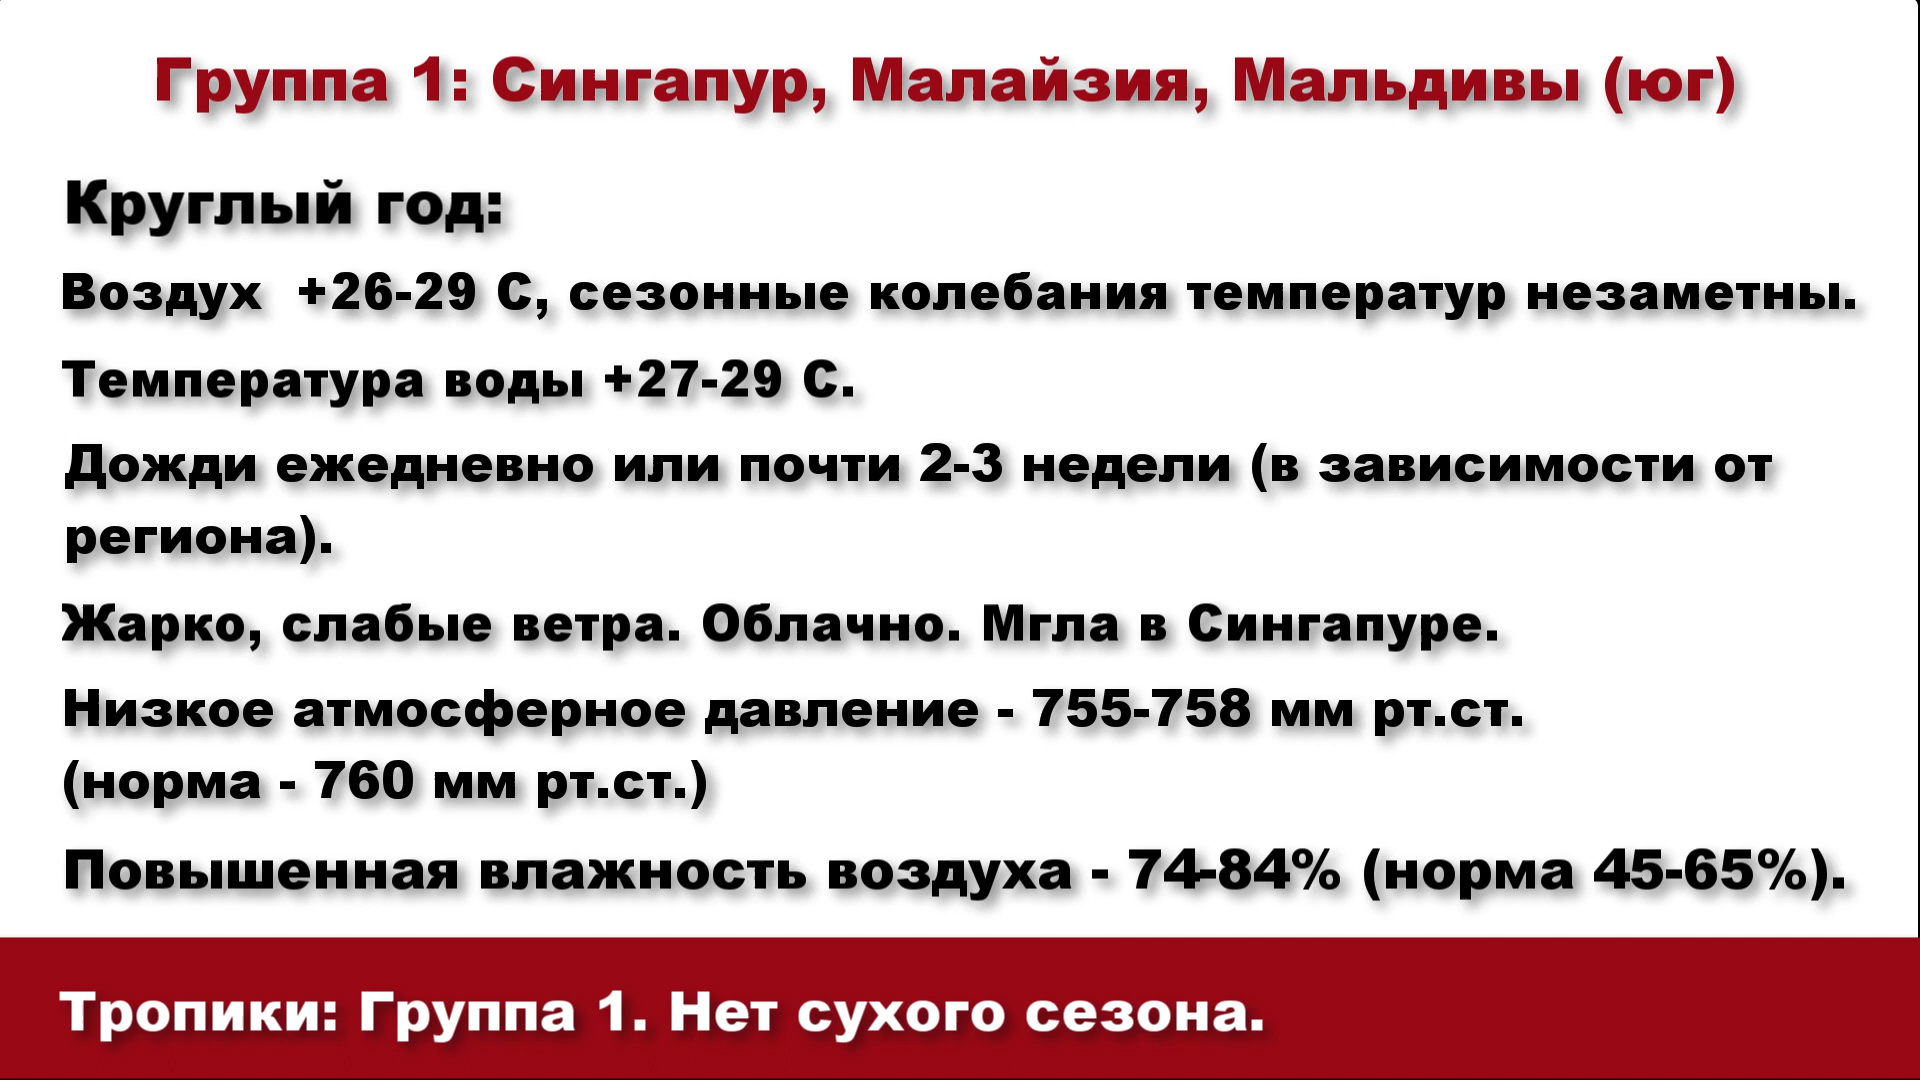 Группа 1: Сингапур, Малайзия, Мальдивы (юг)
Круглый год:
Воздух +26-29 С, сезонные колебания температур незаметны.
Температура воды +27-29 С.
Дожди ежедневно или почти 2-3 недели (в зависимости от
региона).
Жарко, слабые ветра. Облачно. Мгла в Сингапуре.
Низкое атмосферное давление - 755-758 мм рт.ст.
(норма - 760 мм рт.ст.)
Повышенная влажность воздуха - 74-84% (норма 45-65%).
Тропики: Группа 1. Нет сухого сезона.